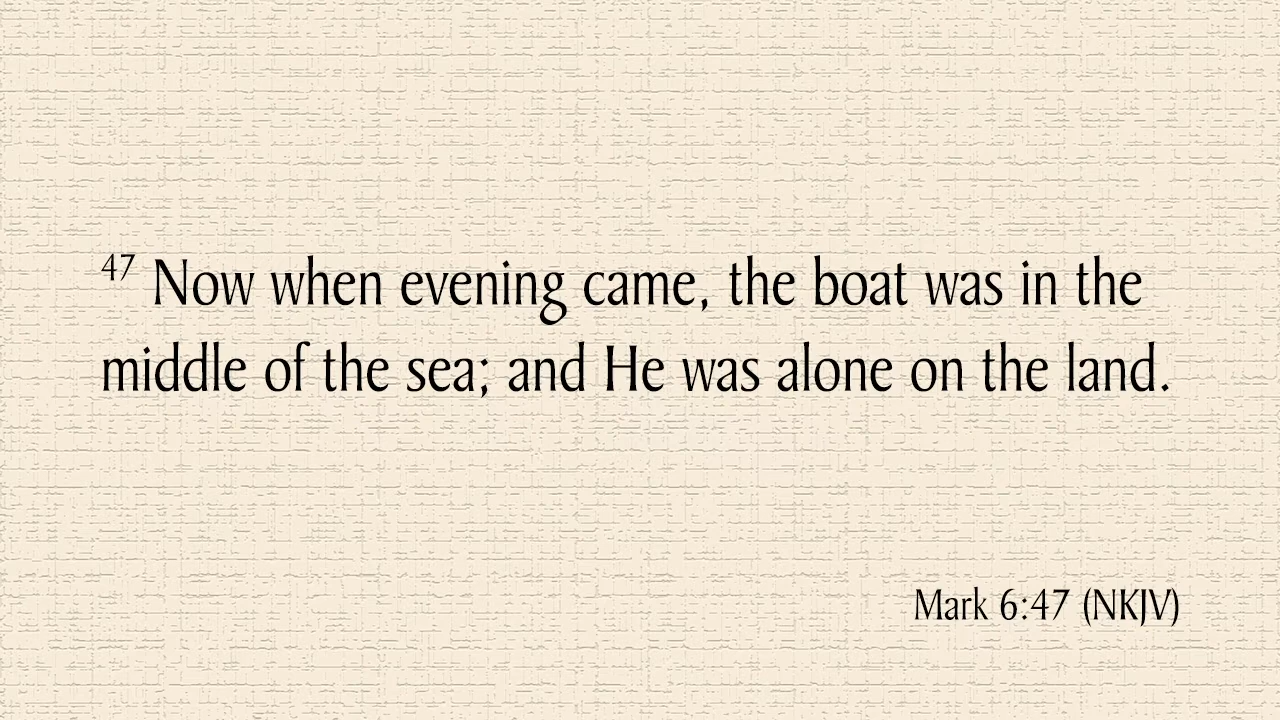 47 Now when evening came, the boat was in the
middle of the sea; and He was alone on the land.
Mark 6:47 (NKJV)